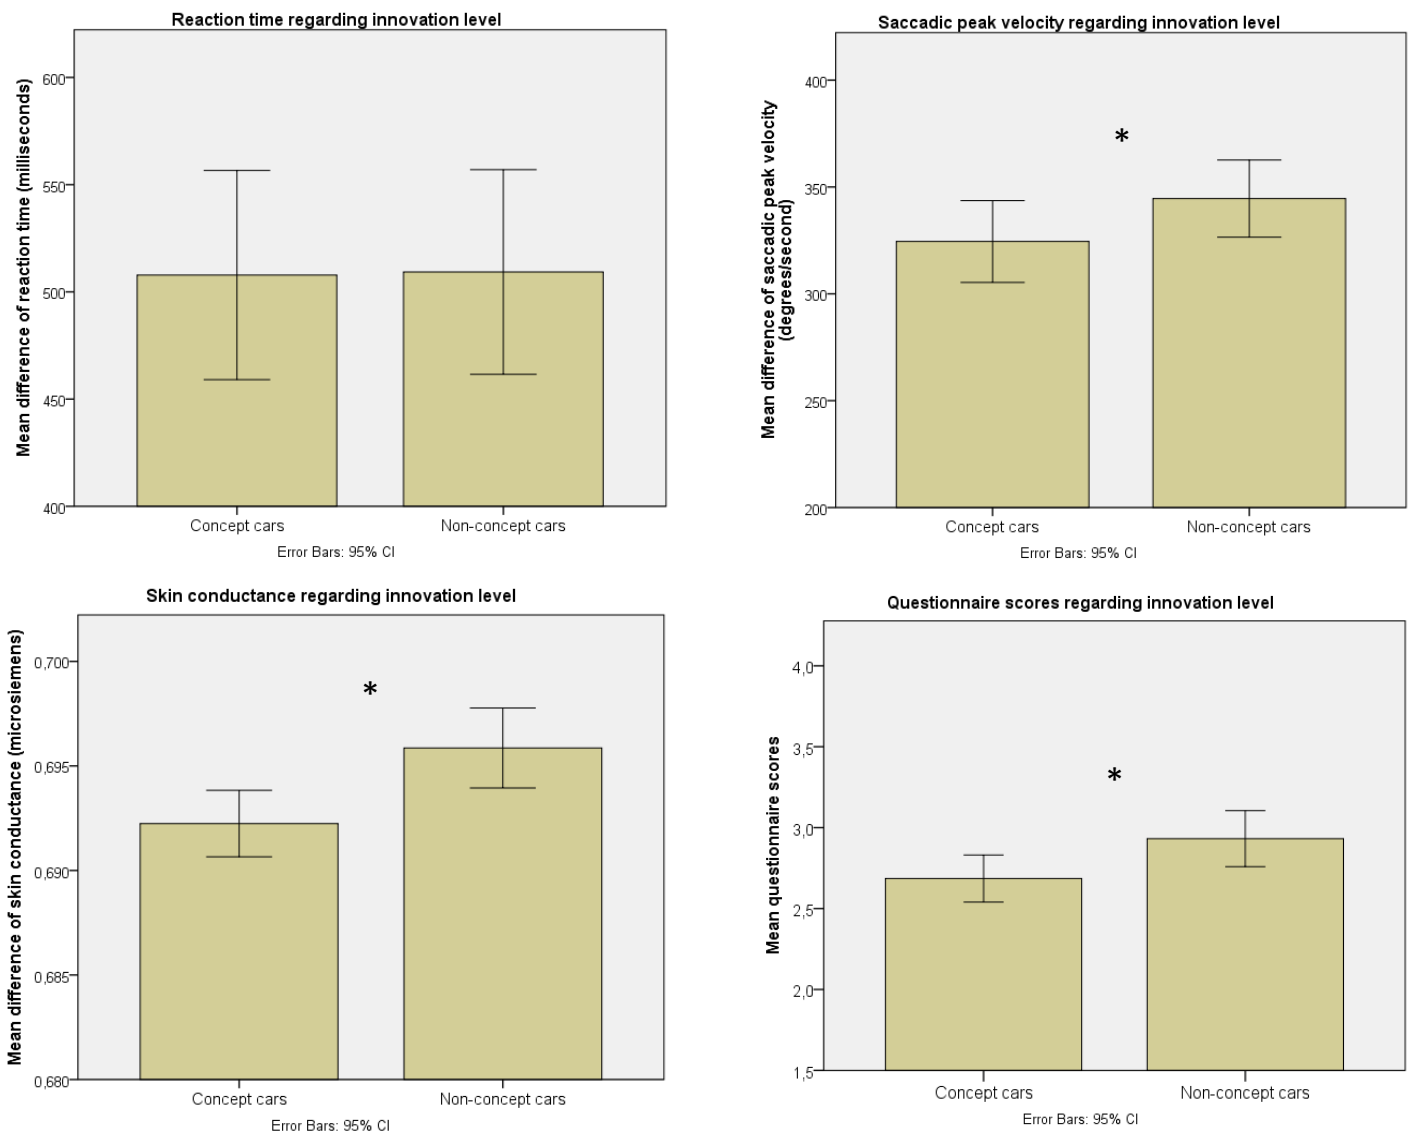 Reaction time regarding innovation level
Mean difference of reaction time (milliseconds)
600
550
500
450
400
Concept cars
Non-concept cars
Error Bars: 95% CI
Saccadic peak velocity regarding innovation level
Mean difference of saccadic peak velocity
(degrees/second)
400
350
300
250
200
*
Concept cars
Non-concept cars
Error Bars: 95% CI
Skin conductance regarding innovation level
Mean difference of skin conductance (microsiemens)
0,700
0,695
0,690
0,685
0,680
*
Concept cars
Non-concept cars
Error Bars: 95% CI
Questionnaire scores regarding innovation level
Mean questionnaire scores
4,0
3,5
3,0
2,5
2,0
1,5
*
Concept cars
Non-concept cars
Error Bars: 95% CI